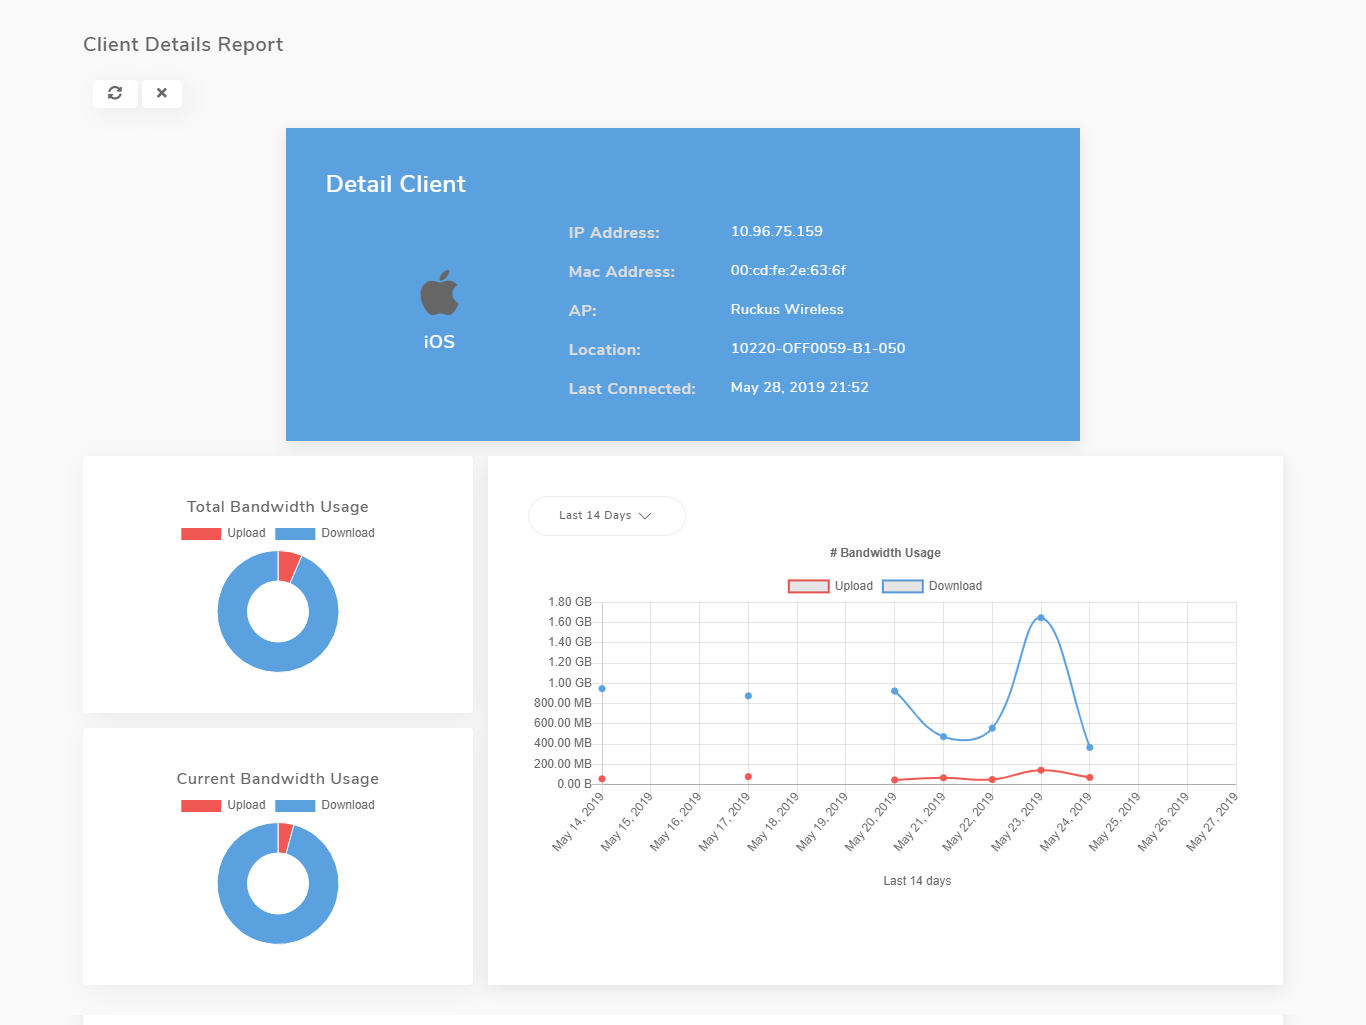 Client Details Report
Detail Client
iOS
IP Address: 10.96.75.159
Mac Address: 00:cd:fe:2e:63:6f
AP: Ruckus Wireless
Location: 10220-OFF0059-B1-050
Last Connected: May 28, 2019 21:52
Total Bandwidth Usage
Upload Download
Current Bandwidth Usage
Upload Download
Last 14 Days
# Bandwidth Usage
Upload Download
1.80 GB
1.60 GB
1.40 GB
1.20 GB
1.00 GB
800.00 MB
600.00 MB
400.00 MB
200.00 MB
0.00 B
May 14, 2019
May 15, 2019
May 16, 2019
May 17, 2019
May 18, 2019
May 19, 2019
May 20, 2019
May 21, 2019
May 22, 2019
May 23, 2019
May 24, 2019
May 25, 2019
May 26, 2019
May 27, 2019
Last 14 days